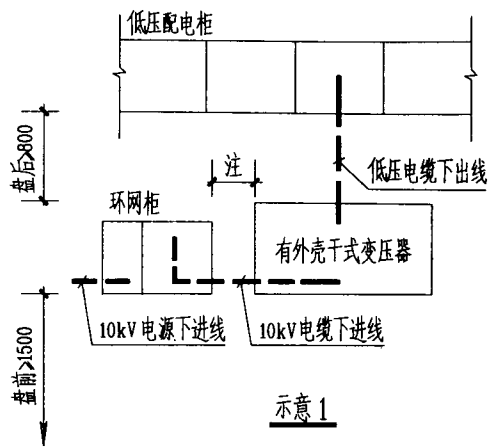 低压配电柜
盘后>800
注
低压电缆下出线
环网柜
有外壳干式变压器
10kV电源下进线
10kV电缆下进线
盘前>1500
示意1